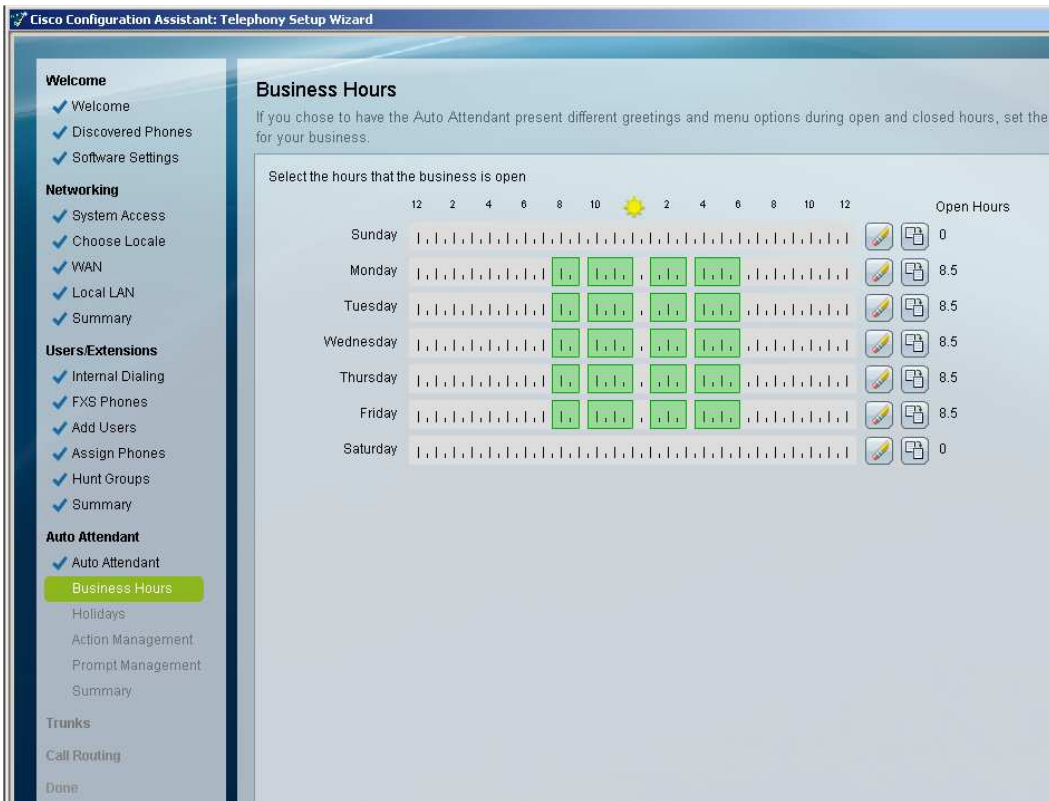 Cisco Configuration Assistant: Telephony Setup Wizard
Welcome
Welcome
Discovered Phones
Software Settings
Networking
System Access
Choose Locale
WAN
Local LAN
Summary
Users/Extensions
Internal Dialing
FXS Phones
Add Users
Assign Phones
Hunt Groups
Summary
Auto Attendant
Auto Attendant
Business Hours
Holidays
Action Management
Prompt Management
Summary
Trunks
Call Routing
Done
Business Hours
If you chose to have the Auto Attendant present different greetings and menu options during open and closed hours, set the
for your business.
Select the hours that the business is open
12 2 4 6 8 10 2 4 6 8 10 12 Open Hours
Sunday 0
Monday 8.5
Tuesday 8.5
Wednesday 8.5
Thursday 8.5
Friday 8.5
Saturday 0